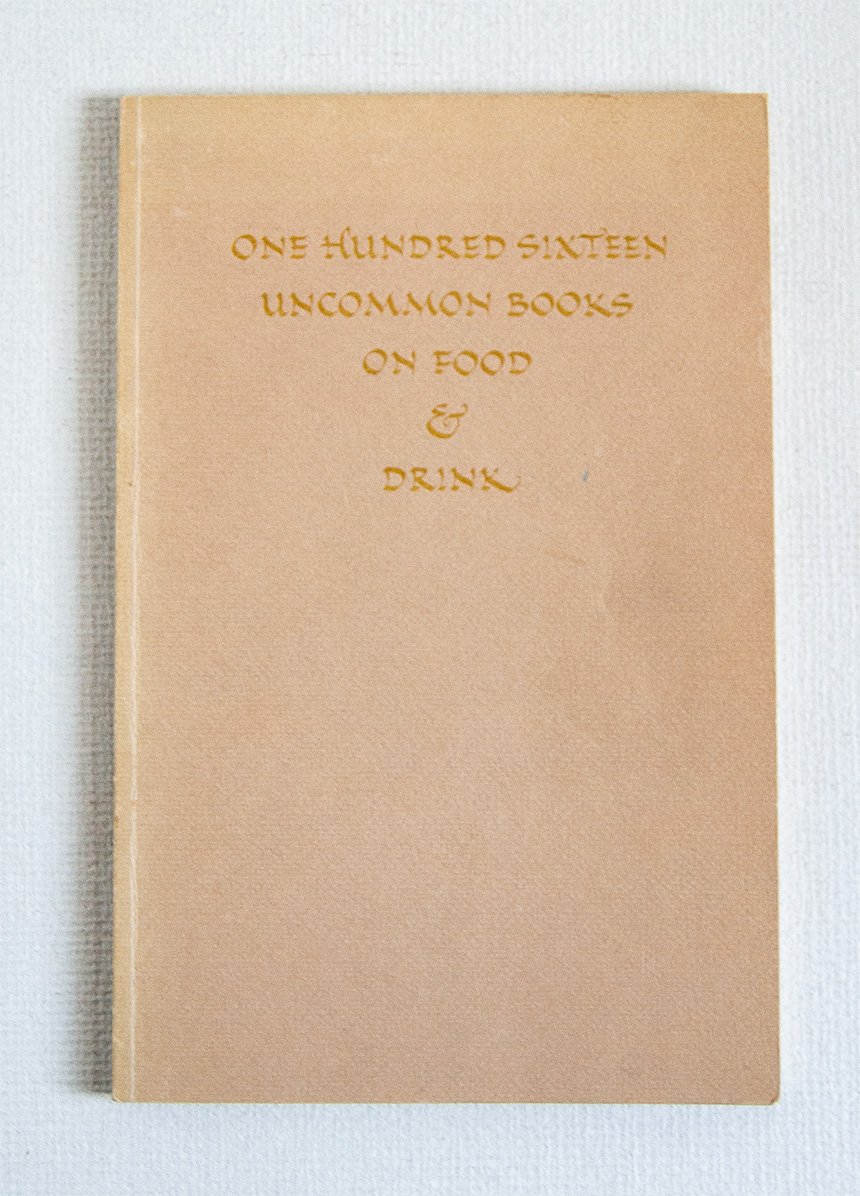 ONE HUNDRED SIXTEEN
UNCOMMON BOOKS
ON FOOD
&
DRINK